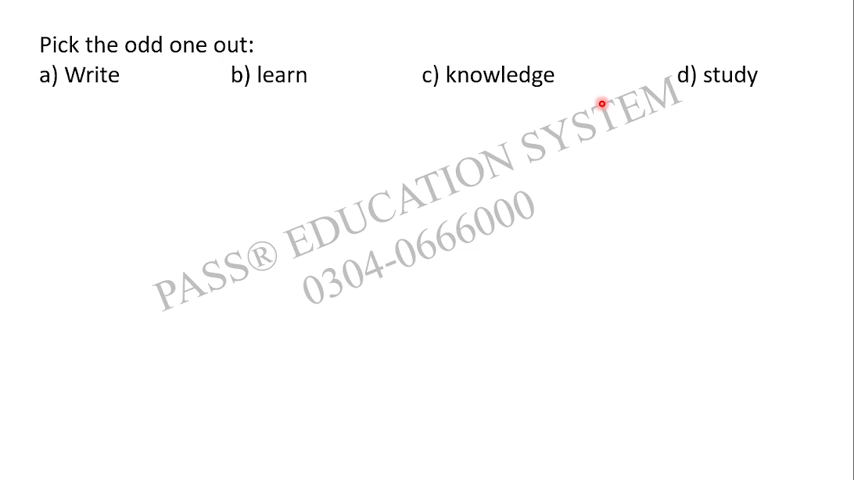 Pick the odd one out:
a) Write b) learn c) knowledge d) study
PASS® EDUCATION SYSTEM
0304-0666000